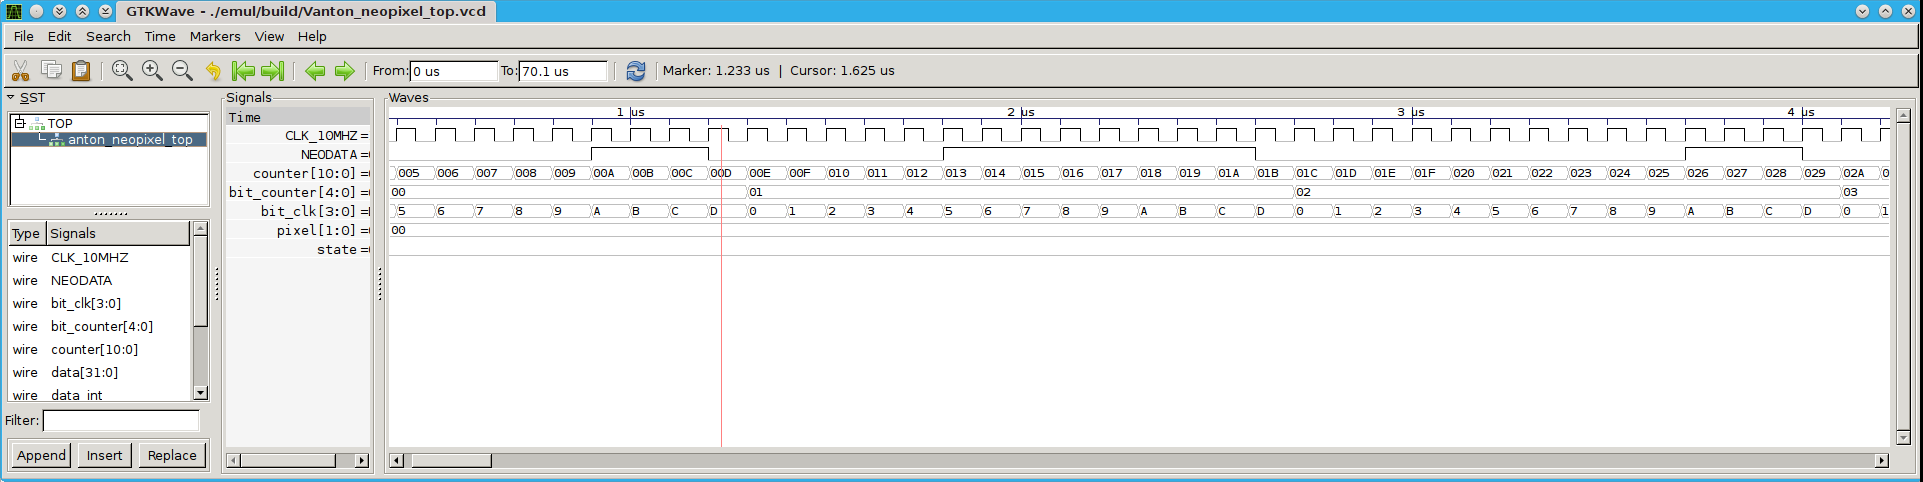 GTKWave - ./emul/build/Vanton_neopixel_top.vcd
File Edit Search Time Markers View Help
From: 0 us To: 70.1 us Marker: 1.233 us | Cursor: 1.625 us
SST
TOP
anton_neopixel_top
Type Signals
wire CLK_10MHZ
wire NEODATA
wire bit_clk[3:0]
wire bit_counter[4:0]
wire counter[10:0]
wire data[31:0]
wire data_int
Filter:
Append Insert Replace
Signals
Time
CLK_10MHZ =
NEODATA =
counter[10:0] =
bit_counter[4:0] =
bit_clk[3:0] =
pixel[1:0] =
state =
Waves
1 us 2 us 3 us 4 us
005 006 007 008 009 00A 00B 00C 00D 00E 00F 010 011 012 013 014 015 016 017 018 019 01A 01B 01C 01D 01E 01F 020 021 022 023 024 025 026 027 028 029 02A 0
00 01 02 03
5 6 7 8 9 A B C D 0 1 2 3 4 5 6 7 8 9 A B C D 0 1 2 3 4 5 6 7 8 9 A B C D 0 1
00